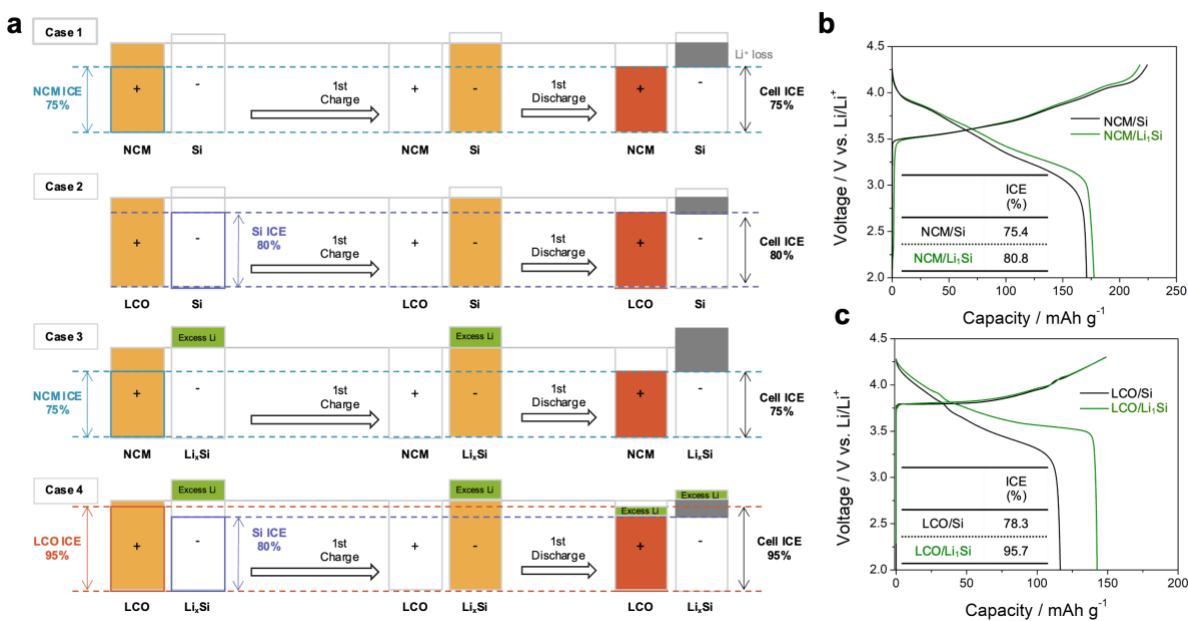 a
Case 1
Li⁺ loss
NCM ICE
75%
+
-
1st
Charge
+
-
1st
Discharge
+
-
Cell ICE
75%
NCM
Si
NCM
Si
NCM
Si
Case 2
+
-
Si ICE
80%
1st
Charge
+
-
1st
Discharge
+
-
Cell ICE
80%
LCO
Si
LCO
Si
LCO
Si
Case 3
Excess Li
Excess Li
NCM ICE
75%
+
-
1st
Charge
+
-
1st
Discharge
+
-
Cell ICE
75%
NCM
LiₓSi
NCM
LiₓSi
NCM
LiₓSi
Case 4
Excess Li
Excess Li
Excess Li
Excess Li
LCO ICE
95%
+
-
Si ICE
80%
1st
Charge
+
-
1st
Discharge
+
-
Cell ICE
95%
LCO
LiₓSi
LCO
LiₓSi
LCO
LiₓSi
b
Voltage / V vs. Li/Li⁺
4.5
4.0
3.5
3.0
2.5
2.0
NCM/Si
NCM/Li₁Si
ICE
(%)
NCM/Si 75.4
NCM/Li₁Si 80.8
0 50 100 150 200 250
Capacity / mAh g⁻¹
c
Voltage / V vs. Li/Li⁺
4.5
4.0
3.5
3.0
2.5
2.0
LCO/Si
LCO/Li₁Si
ICE
(%)
LCO/Si 78.3
LCO/Li₁Si 95.7
0 50 100 150 200
Capacity / mAh g⁻¹